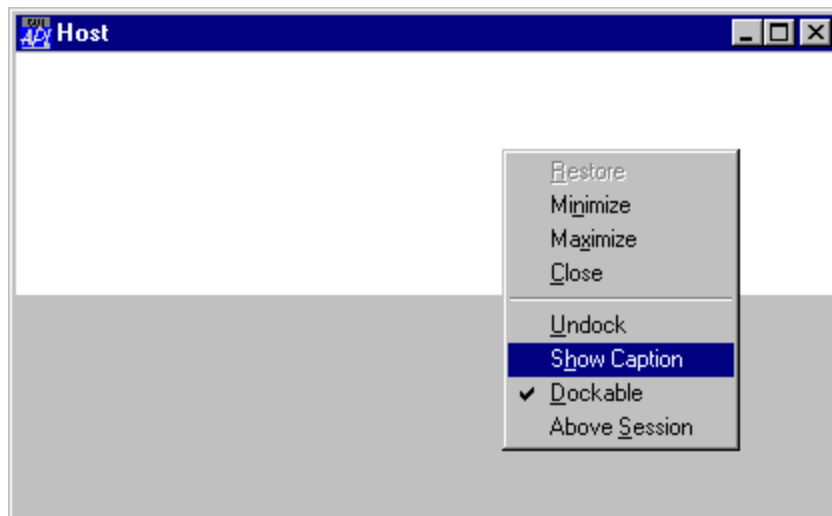 Host
Restore
Minimize
Maximize
Close
Undock
Show Caption
Dockable
Above Session